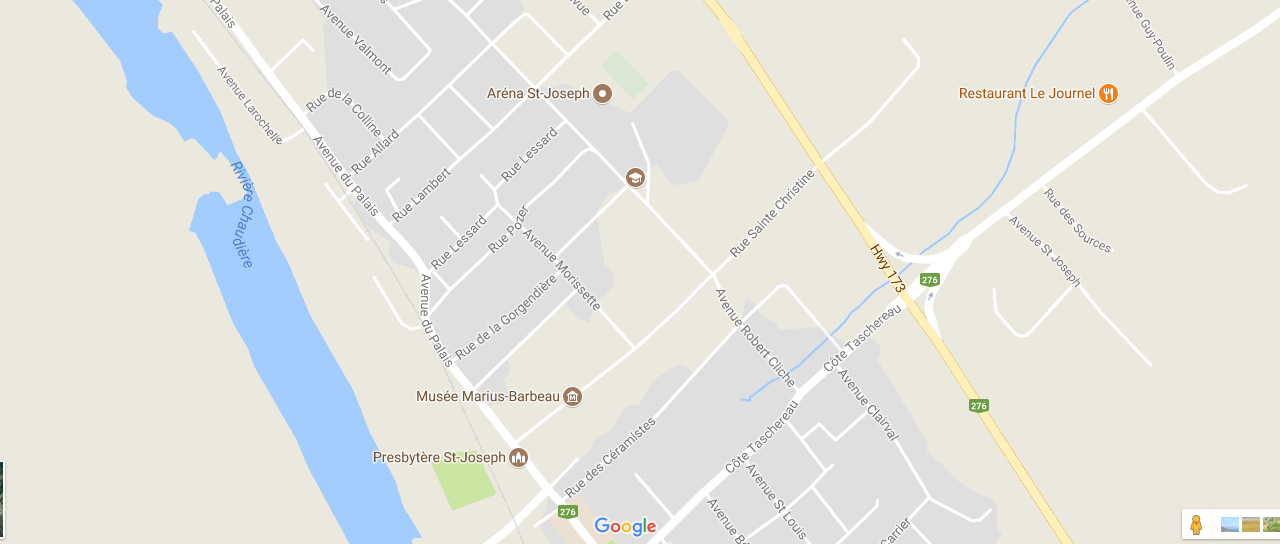 Palais
Avenue Valmont
vue
Rue
Avenue Guy-Poulin
Avenue Larochelle
Rue de la Colline
Aréna St-Joseph
Restaurant Le Journel
Rue Allard
Avenue du Palais
Rue Lessard
Rue Lambert
Rivière Chaudière
Rue Sainte Christine
Rue des Sources
Avenue St Joseph
Rue Lessard
Rue Pozer
Avenue Morissette
Hwy 173
276
Avenue du Palais
Rue de la Gorgendière
Avenue Robert Cliche
Côte Taschereau
Musée Marius-Barbeau
Avenue Clairval
276
Rue des Céramistes
Côte Taschereau
Presbytère St-Joseph
Avenue St Louis
276
Google
Avenue